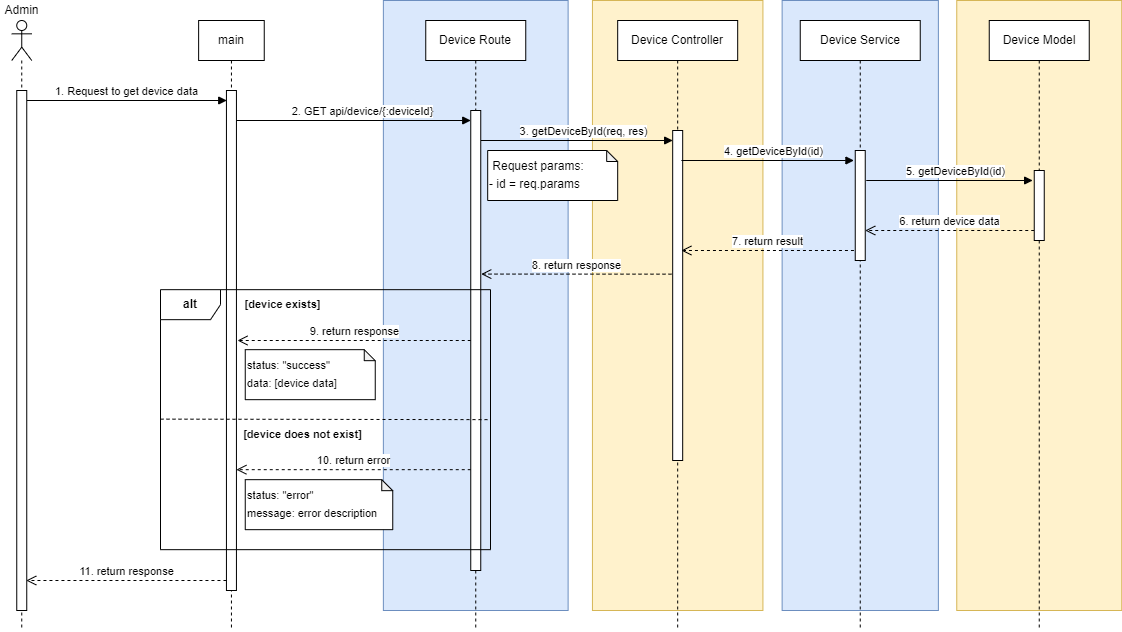 Admin
main
Device Route
Device Controller
Device Service
Device Model
1. Request to get device data
2. GET api/device/{:deviceId}
3. getDeviceById(req, res)
Request params:
- id = req.params
4. getDeviceById(id)
5. getDeviceById(id)
6. return device data
7. return result
8. return response
alt
[device exists]
9. return response
status: "success"
data: [device data]
[device does not exist]
10. return error
status: "error"
message: error description
11. return response